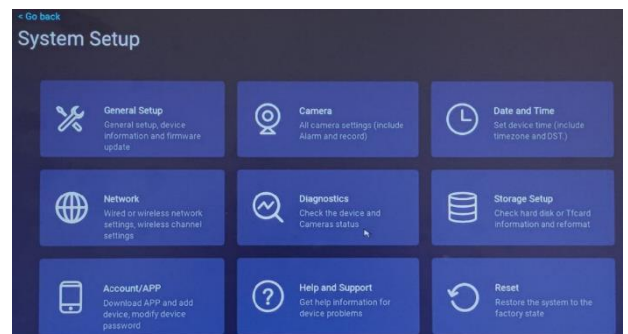 < Go back
System Setup
General Setup
General setup, device
information and firmware
update
Camera
All camera settings (include
Alarm and record)
Date and Time
Set device time (include
timezone and DST.)
Network
Wired or wireless network
settings, wireless channel
settings
Diagnostics
Check the device and
Cameras status
Storage Setup
Check hard disk or Tfcard
information and reformat
Account/APP
Download APP and add
device, modify device
password
Help and Support
Get help information for
device problems
Reset
Restore the system to the
factory state